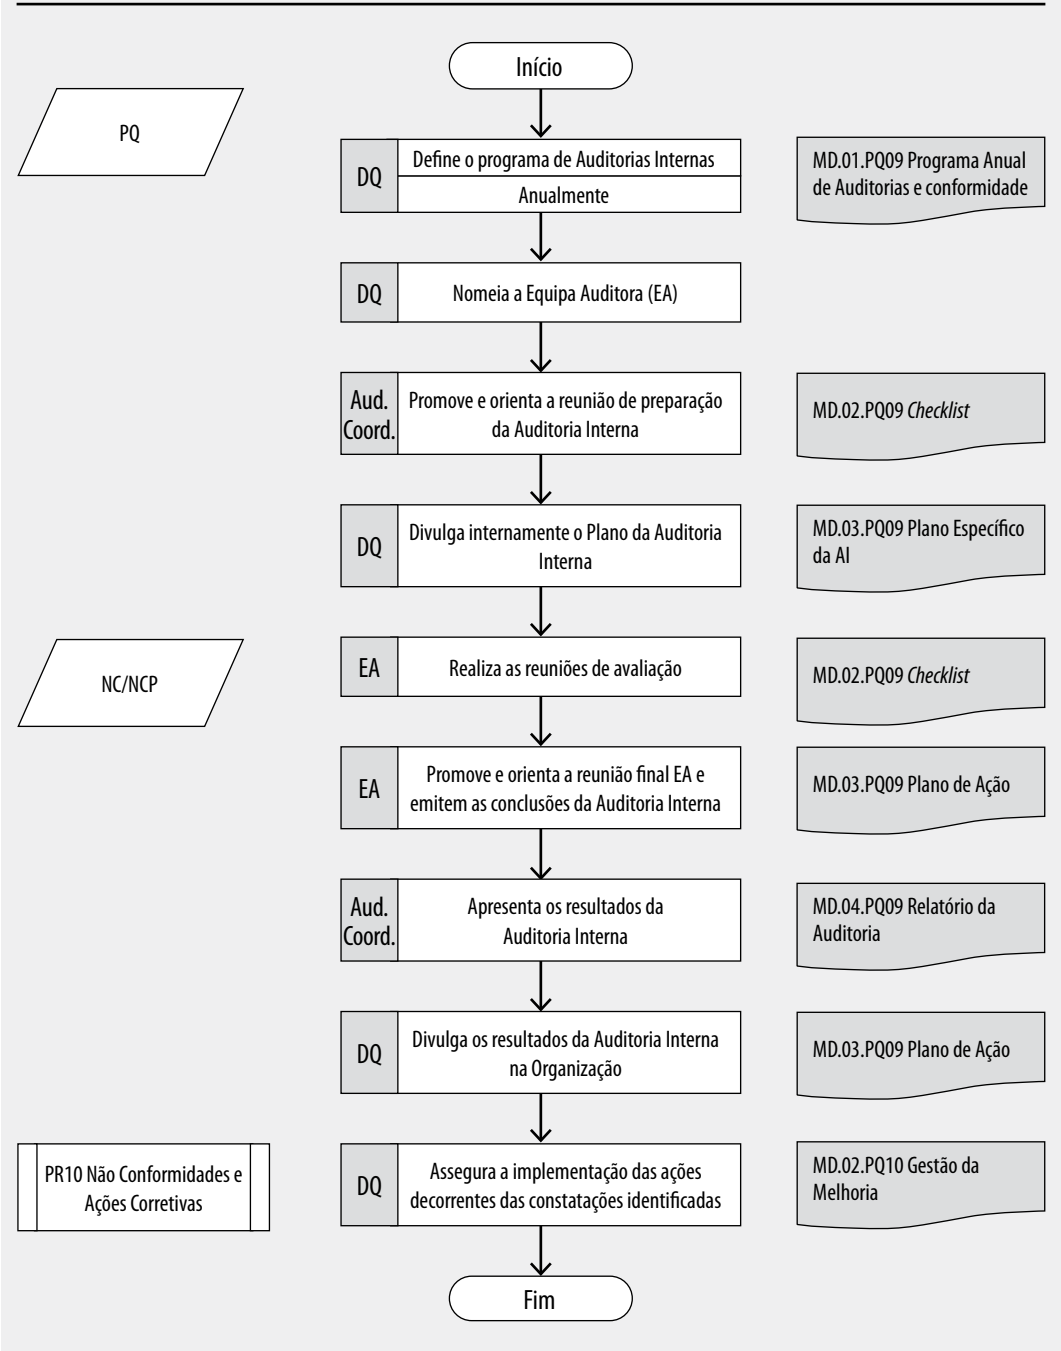 Início
PQ
DQ
Define o programa de Auditorias Internas
Anualmente
MD.01.PQ09 Programa Anual
de Auditorias e conformidade
DQ
Nomeia a Equipa Auditora (EA)
Aud.
Coord.
Promove e orienta a reunião de preparação
da Auditoria Interna
MD.02.PQ09 Checklist
DQ
Divulga internamente o Plano da Auditoria
Interna
MD.03.PQ09 Plano Específico
da AI
NC/NCP
EA
Realiza as reuniões de avaliação
MD.02.PQ09 Checklist
EA
Promove e orienta a reunião final EA e
emitem as conclusões da Auditoria Interna
MD.03.PQ09 Plano de Ação
Aud.
Coord.
Apresenta os resultados da
Auditoria Interna
MD.04.PQ09 Relatório da
Auditoria
DQ
Divulga os resultados da Auditoria Interna
na Organização
MD.03.PQ09 Plano de Ação
PR10 Não Conformidades e
Ações Corretivas
DQ
Assegura a implementação das ações
decorrentes das constatações identificadas
MD.02.PQ10 Gestão da
Melhoria
Fim